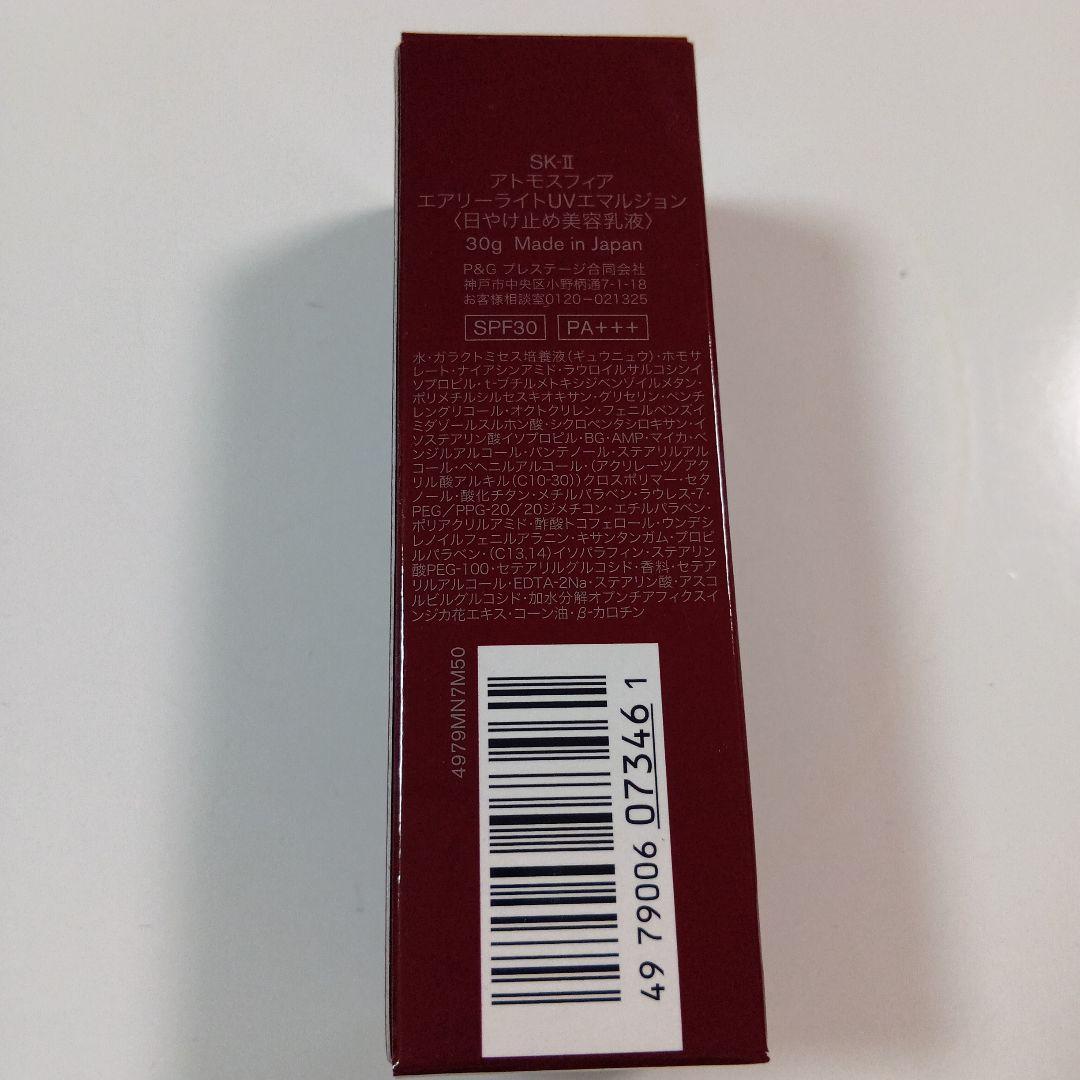 SK-II
アトモスフィア
エアリーライトUVエマルジョン
〈日やけ止め美容乳液〉
30g Made in Japan
P&G プレステージ合同会社
神戸市中央区小野柄通7-1-18
お客様相談室0120-021325
SPF30 PA+++
水・ガラクトミセス培養液(ギュウニュウ)・ホモサ
レート・ナイアシンアミド・ラウロイルサルコシンイ
ソプロピル・t-ブチルメトキシジベンゾイルメタン・
ポリメチルシルセスキオキサン・グリセリン・ペンチ
レングリコール・オクトクリレン・フェニルベンズイ
ミダゾールスルホン酸・シクロペンタシロキサン・イ
ソステアリン酸イソプロピル・BG・AMP・マイカ・ベ
ンジルアルコール・パンテノール・ステアリルアル
コール・ベヘニルアルコール・(アクリレーツ/アク
リル酸アルキル(C10-30))クロスポリマー・セタ
ノール・酸化チタン・メチルパラベン・ラウレス-7・
PEG/PPG-20/20ジメチコン・エチルパラベン・
ポリアクリルアミド・酢酸トコフェロール・ウンデシ
レノイルフェニルアラニン・キサンタンガム・プロピ
ルパラベン・(C13,14)イソパラフィン・ステアリン
酸PEG-100・セテアリルグルコシド・香料・セテア
リルアルコール・EDTA-2Na・ステアリン酸・アスコ
ルビルグルコシド・加水分解オプンチアフィクスイ
ンジカ花エキス・コーン油・β-カロチン
4979MN7M50
49 79006 07346 1